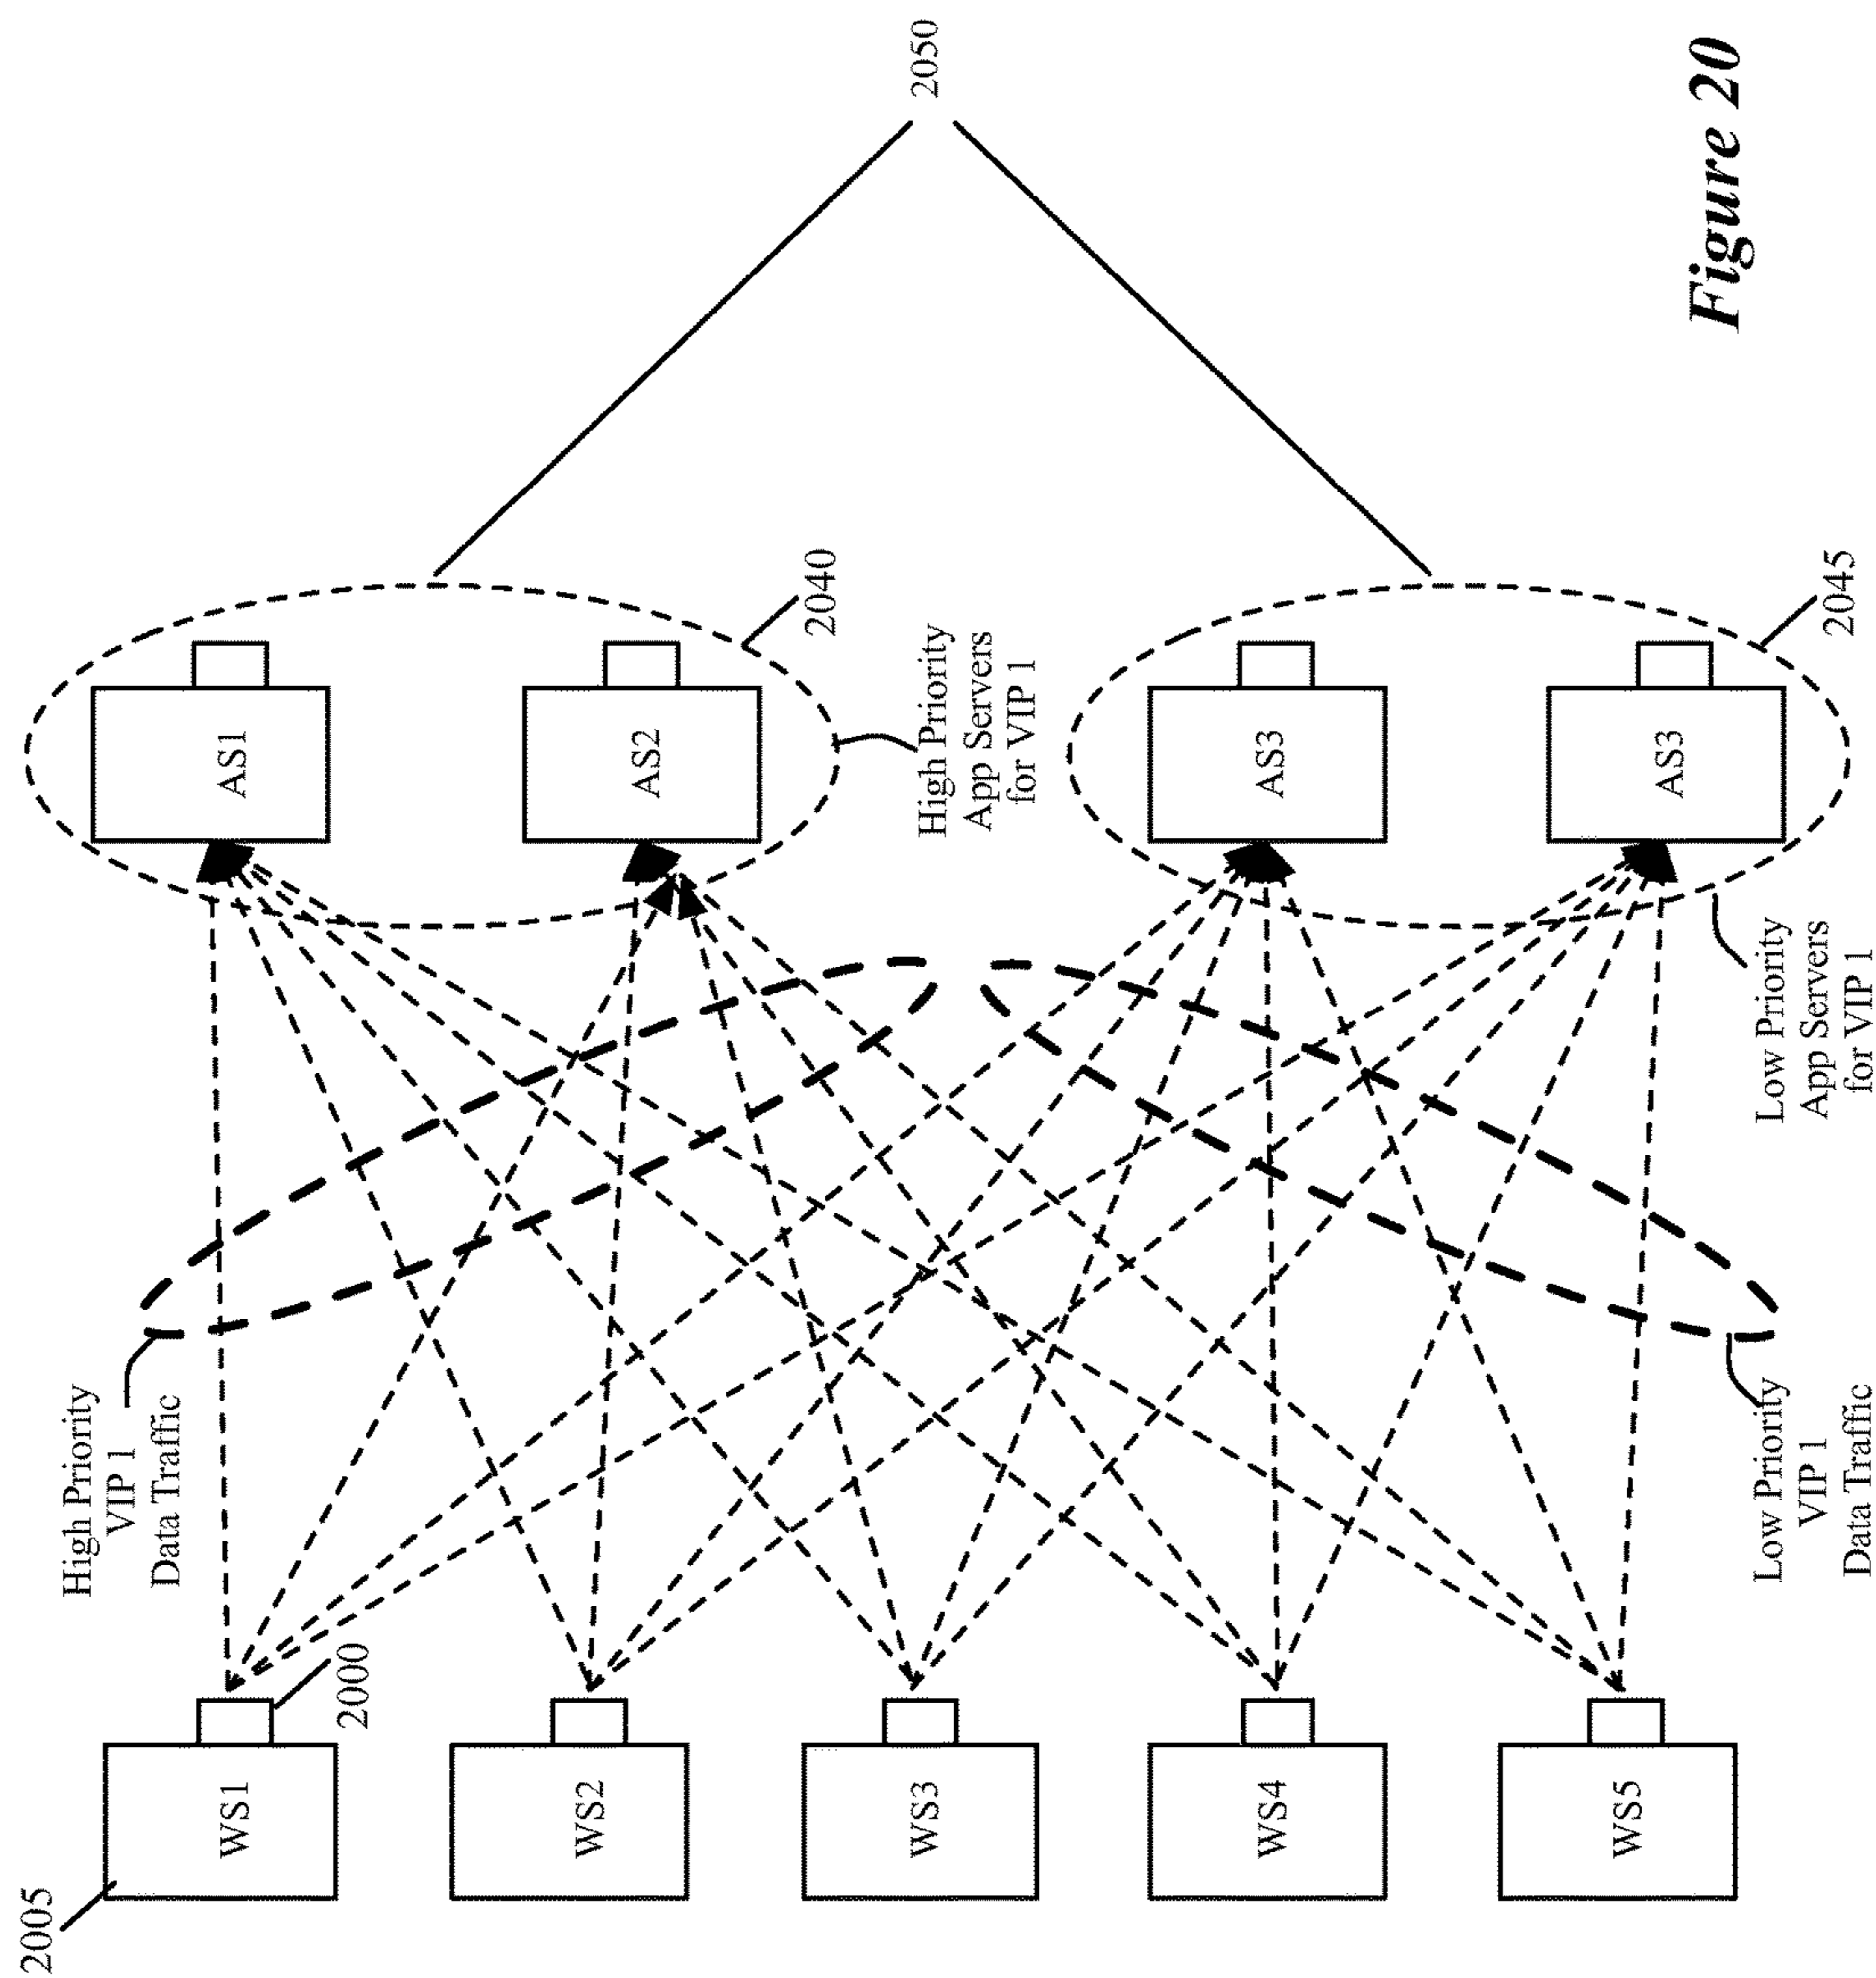 2005
WS1
2000
WS2
WS3
WS4
WS5
High Priority
VIP 1
Data Traffic
Low Priority
VIP 1
Data Traffic
AS1
AS2
2040
High Priority
App Servers
for VIP 1
AS3
AS3
2045
Low Priority
App Servers
for VIP 1
2050
Figure 20